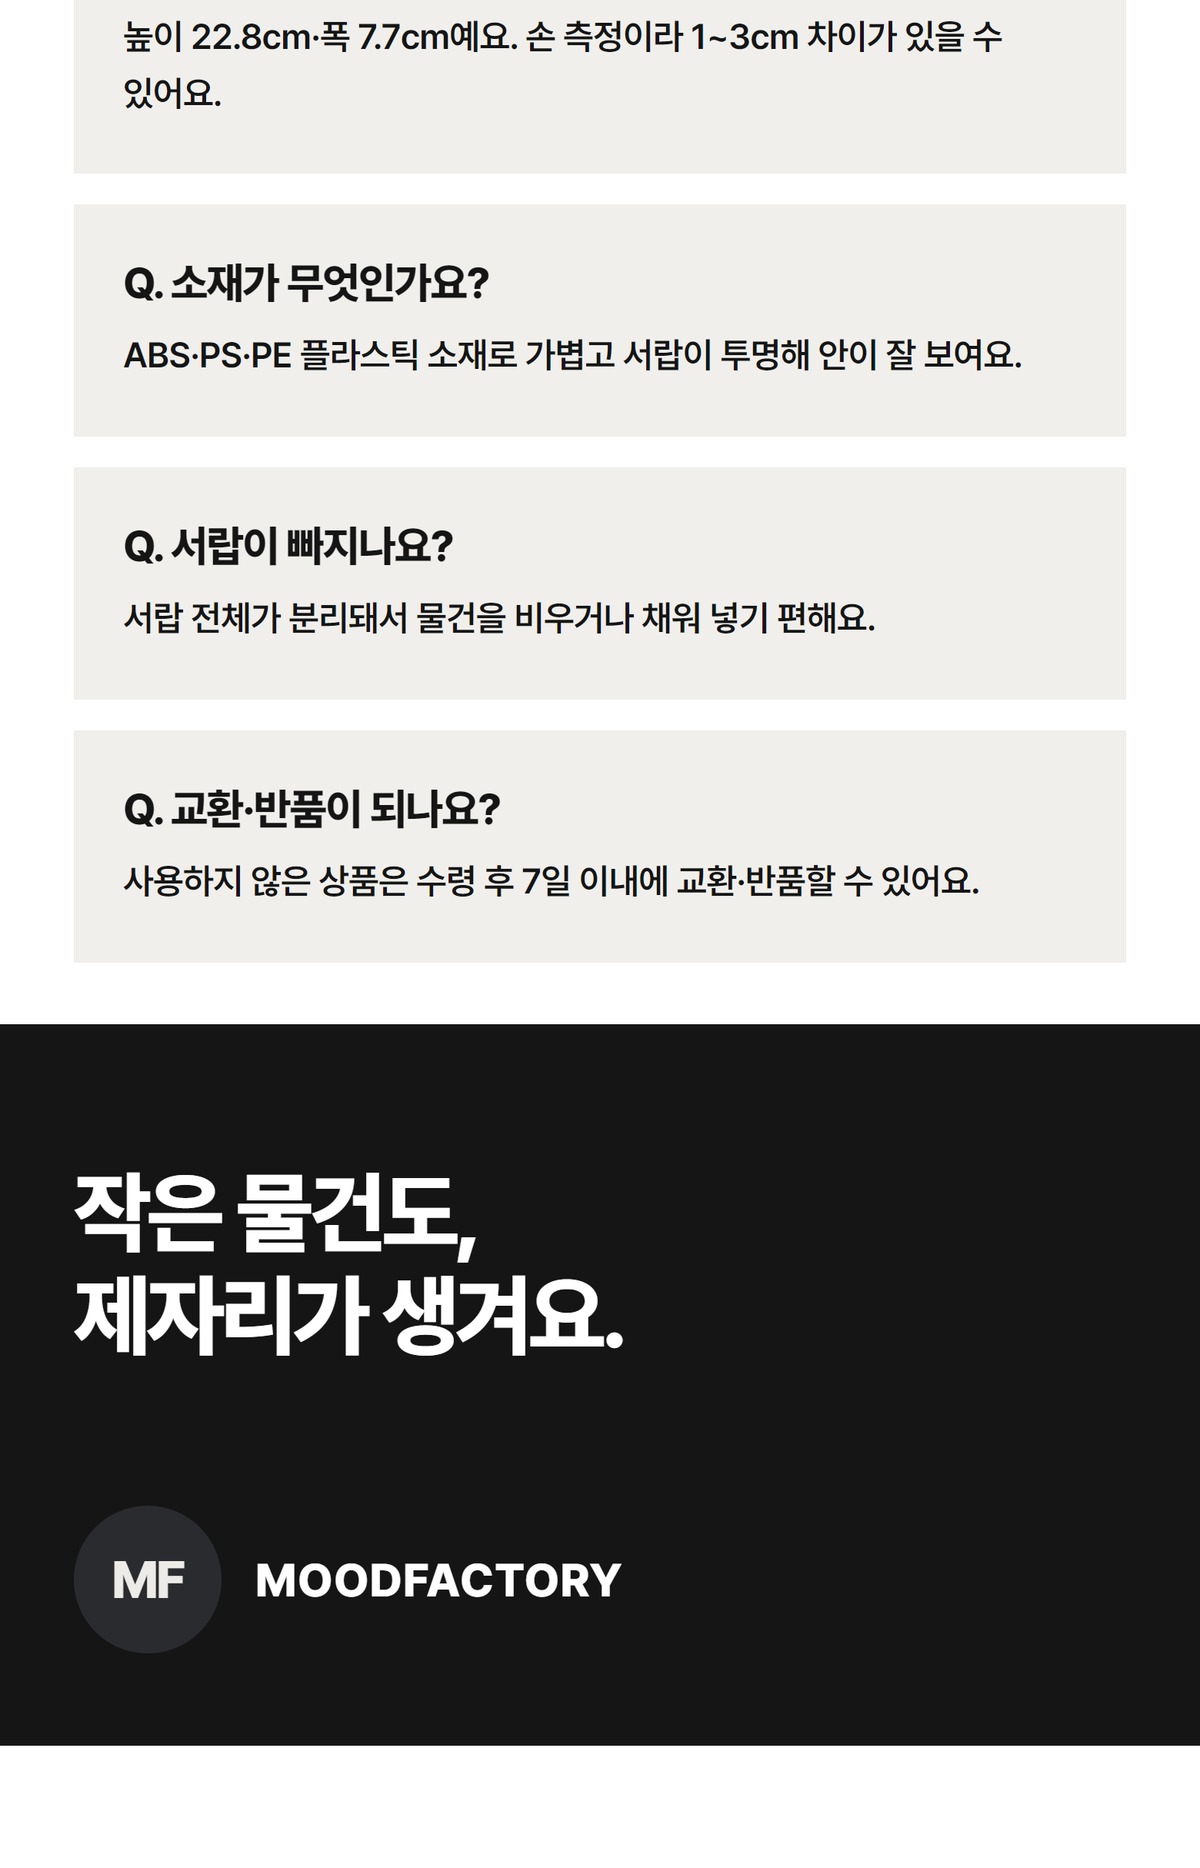 높이 22.8cm·폭 7.7cm예요. 손 측정이라 1~3cm 차이가 있을 수
있어요.
Q. 소재가 무엇인가요?
ABS·PS·PE 플라스틱 소재로 가볍고 서랍이 투명해 안이 잘 보여요.
Q. 서랍이 빠지나요?
서랍 전체가 분리돼서 물건을 비우거나 채워 넣기 편해요.
Q. 교환·반품이 되나요?
사용하지 않은 상품은 수령 후 7일 이내에 교환·반품할 수 있어요.
작은 물건도,
제자리가 생겨요.
MF MOODFACTORY